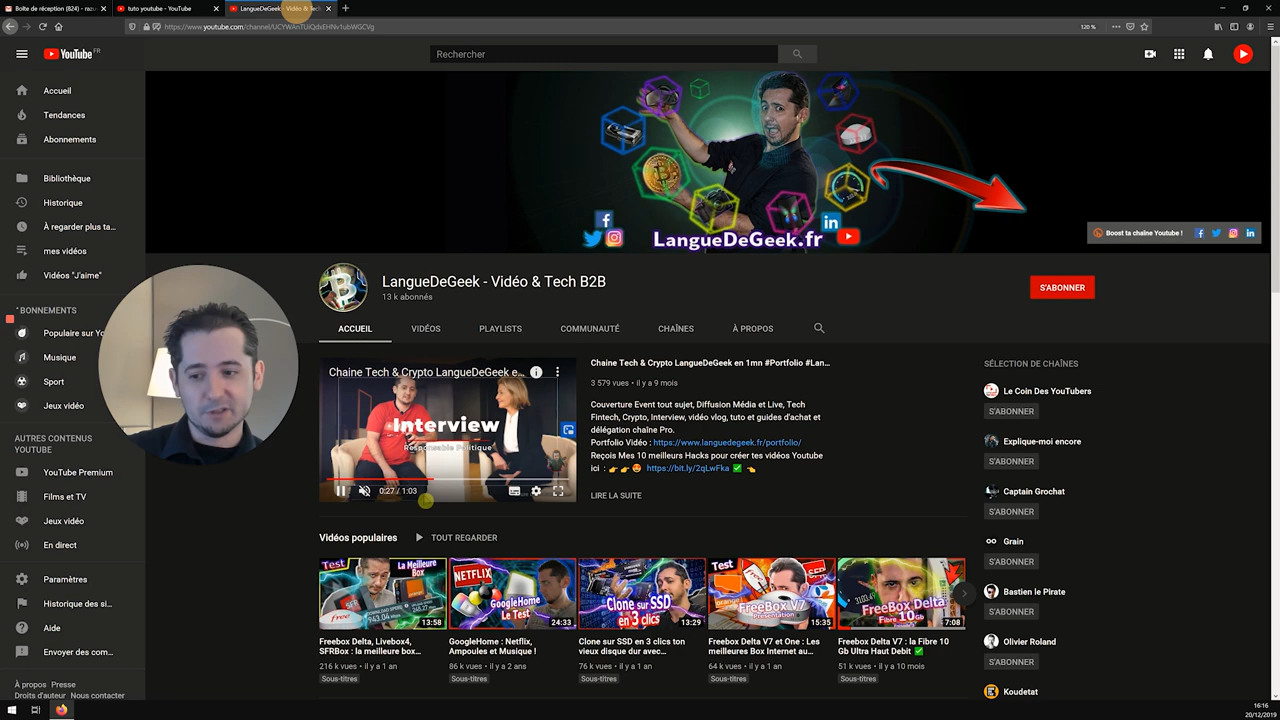 Boîte de réception (824) - razu
tuto youtube - YouTube
LangueDeGeek - Vidéo & Tech
https://www.youtube.com/channel/UCYWAnTUiQdxEHNv1ubWGCVg
120 %
YouTube FR
Rechercher
Accueil
Tendances
Abonnements
Bibliothèque
Historique
À regarder plus ta...
mes vidéos
Vidéos "J'aime"
BONNEMENTS
Populaire sur Yo
Musique
Sport
Jeux vidéo
AUTRES CONTENUS
YOUTUBE
YouTube Premium
Films et TV
Jeux vidéo
En direct
Paramètres
Historique des si...
Aide
Envoyer des com...
À propos Presse
Droits d'auteur Nous contacter
LangueDeGeek.fr
Boost ta chaîne Youtube !
LangueDeGeek - Vidéo & Tech B2B
13 k abonnés
S'ABONNER
ACCUEIL
VIDÉOS
PLAYLISTS
COMMUNAUTÉ
CHAÎNES
À PROPOS
Chaine Tech & Crypto LangueDeGeek e...
Interview
Responsable Politique
0:27 / 1:03
Chaine Tech & Crypto LangueDeGeek en 1mn #Portfolio #Lan...
3 579 vues • il y a 9 mois
Couverture Event tout sujet, Diffusion Média et Live, Tech
Fintech, Crypto, Interview, vidéo vlog, tuto et guides d'achat et
délégation chaîne Pro.
Portfolio Vidéo : https://www.languedegeek.fr/portfolio/
Reçois Mes 10 meilleurs Hacks pour créer tes vidéos Youtube
ici : 👉 👉 😍 https://bit.ly/2qLwFka ✅ 👈
LIRE LA SUITE
SÉLECTION DE CHAÎNES
Le Coin Des YouTubers
S'ABONNER
Explique-moi encore
S'ABONNER
Captain Grochat
S'ABONNER
Grain
S'ABONNER
Bastien le Pirate
S'ABONNER
Olivier Roland
S'ABONNER
Koudetat
Vidéos populaires
TOUT REGARDER
Test
La Meilleure
Box
13:58
Freebox Delta, Livebox4,
SFRBox : la meilleure box...
216 k vues • il y a 1 an
Sous-titres
NETFLIX
GoogleHome
Le Test
24:33
GoogleHome : Netflix,
Ampoules et Musique !
86 k vues • il y a 2 ans
Sous-titres
Clone sur SSD
en 3 clics
13:29
Clone sur SSD en 3 clics ton
vieux disque dur avec...
76 k vues • il y a 1 an
Sous-titres
Test
SFR
FreeBox V7
Présentation
15:35
Freebox Delta V7 et One : Les
meilleures Box Internet au...
64 k vues • il y a 1 an
Sous-titres
FreeBox Delta
Fibre 10Gb
7:08
Freebox Delta V7 : la Fibre 10
Gb Ultra Haut Debit ✅
51 k vues • il y a 10 mois
Sous-titres
16:16
20/12/2019